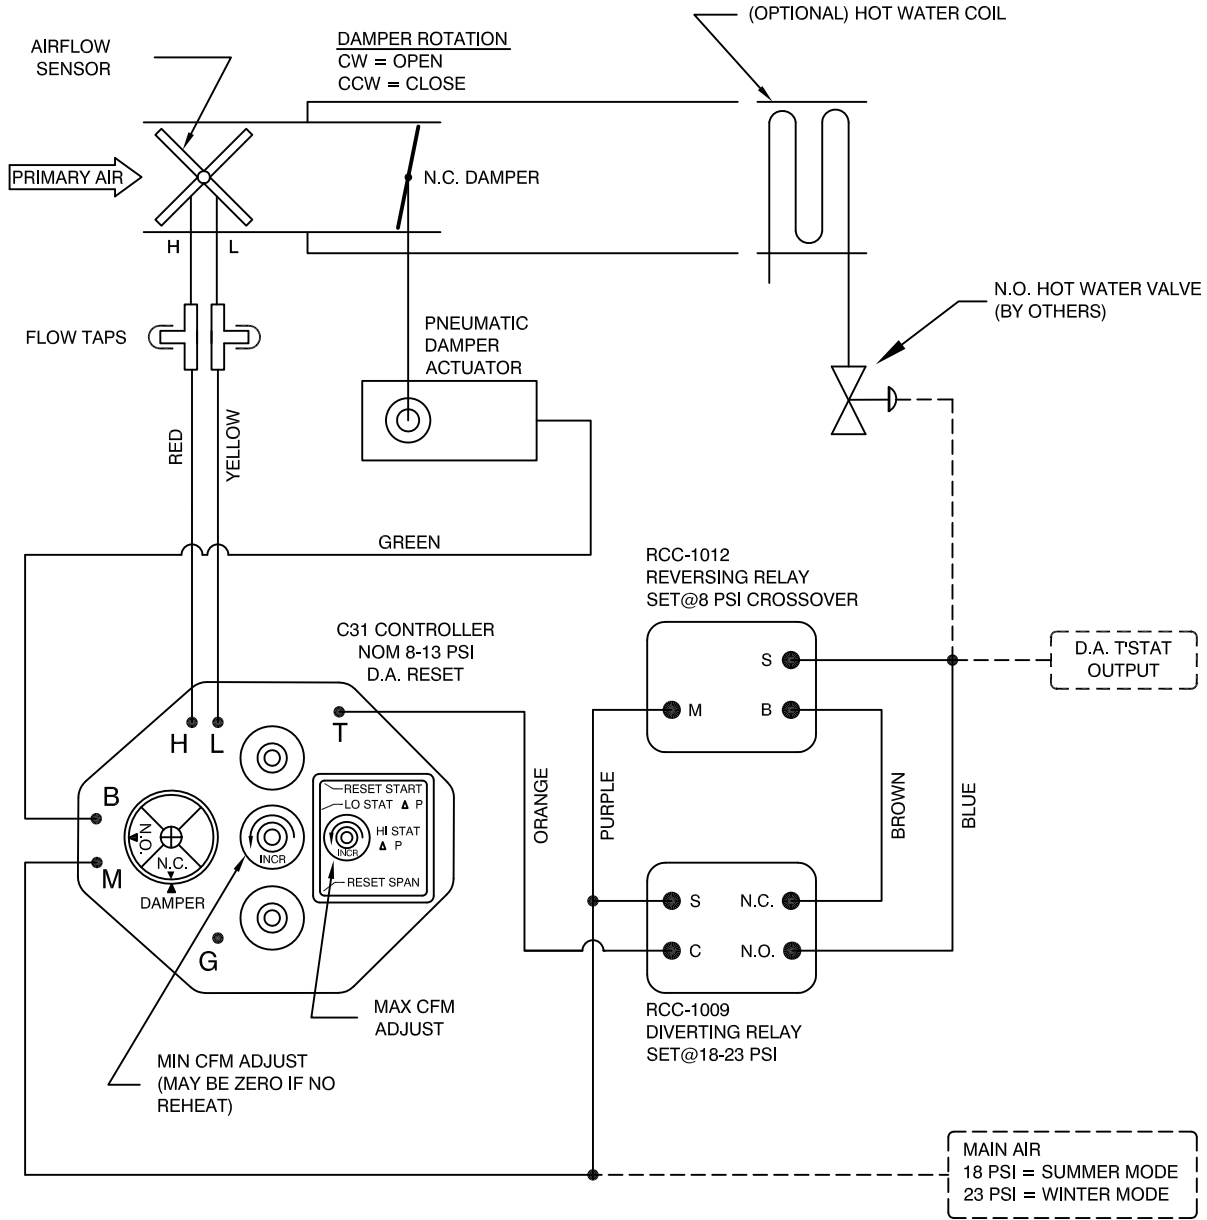 (OPTIONAL) HOT WATER COIL
AIRFLOW
SENSOR
DAMPER ROTATION
CW = OPEN
CCW = CLOSE
PRIMARY AIR
N.C. DAMPER
H
L
N.O. HOT WATER VALVE
(BY OTHERS)
FLOW TAPS
PNEUMATIC
DAMPER
ACTUATOR
RED
YELLOW
GREEN
RCC-1012
REVERSING RELAY
SET@8 PSI CROSSOVER
C31 CONTROLLER
NOM 8-13 PSI
D.A. RESET
S
M
B
D.A. T'STAT
OUTPUT
H
L
T
ORANGE
PURPLE
BROWN
BLUE
B
M
G
N.O.
N.C.
DAMPER
INCR
RESET START
LO STAT Δ P
HI STAT
Δ P
INCR
RESET SPAN
S
N.C.
C
N.O.
RCC-1009
DIVERTING RELAY
SET@18-23 PSI
MAX CFM
ADJUST
MIN CFM ADJUST
(MAY BE ZERO IF NO
REHEAT)
MAIN AIR
18 PSI = SUMMER MODE
23 PSI = WINTER MODE